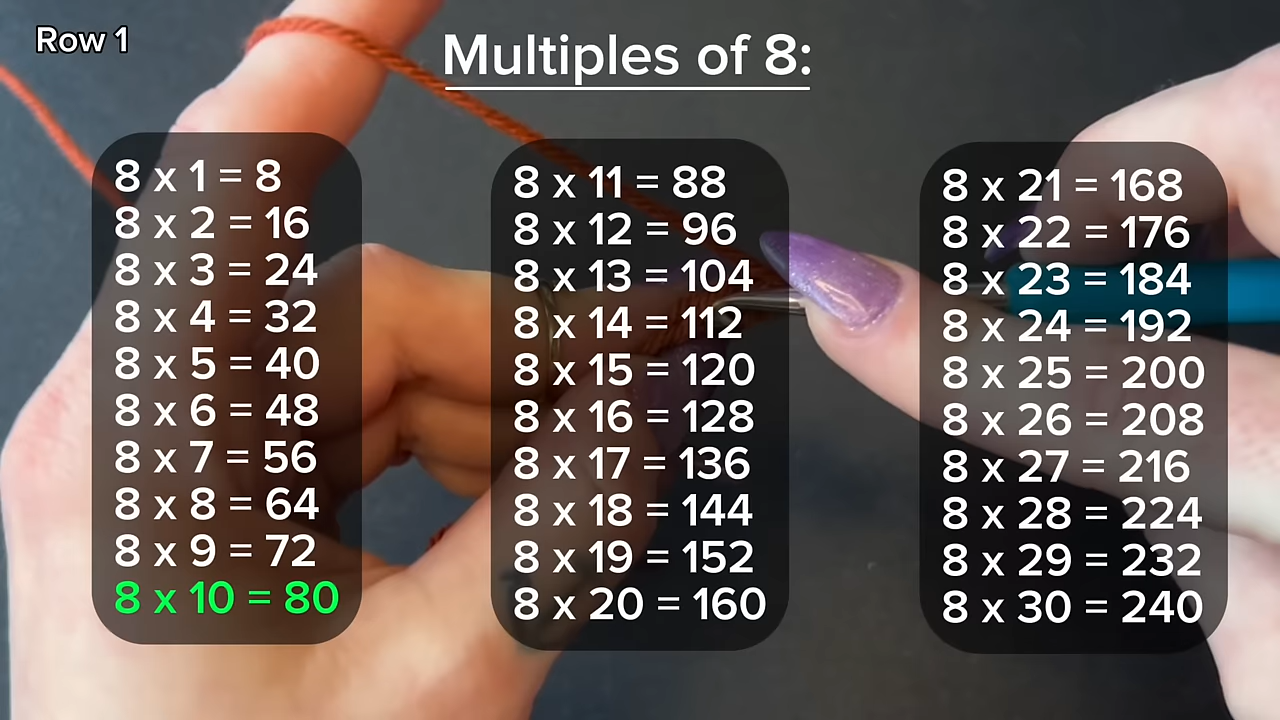 Row 1
Multiples of 8:
8 x 1 = 8
8 x 2 = 16
8 x 3 = 24
8 x 4 = 32
8 x 5 = 40
8 x 6 = 48
8 x 7 = 56
8 x 8 = 64
8 x 9 = 72
8 x 10 = 80
8 x 11 = 88
8 x 12 = 96
8 x 13 = 104
8 x 14 = 112
8 x 15 = 120
8 x 16 = 128
8 x 17 = 136
8 x 18 = 144
8 x 19 = 152
8 x 20 = 160
8 x 21 = 168
8 x 22 = 176
8 x 23 = 184
8 x 24 = 192
8 x 25 = 200
8 x 26 = 208
8 x 27 = 216
8 x 28 = 224
8 x 29 = 232
8 x 30 = 240